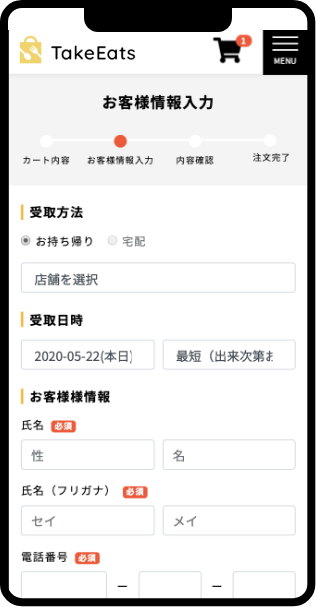 TakeEats
1
MENU
お客様情報入力
カート内容 お客様情報入力 内容確認 注文完了
受取方法
お持ち帰り 宅配
店舗を選択
受取日時
2020-05-22(本日) 最短（出来次第お
お客様様情報
氏名 必須
性 名
氏名（フリガナ） 必須
セイ メイ
電話番号 必須
ー ー